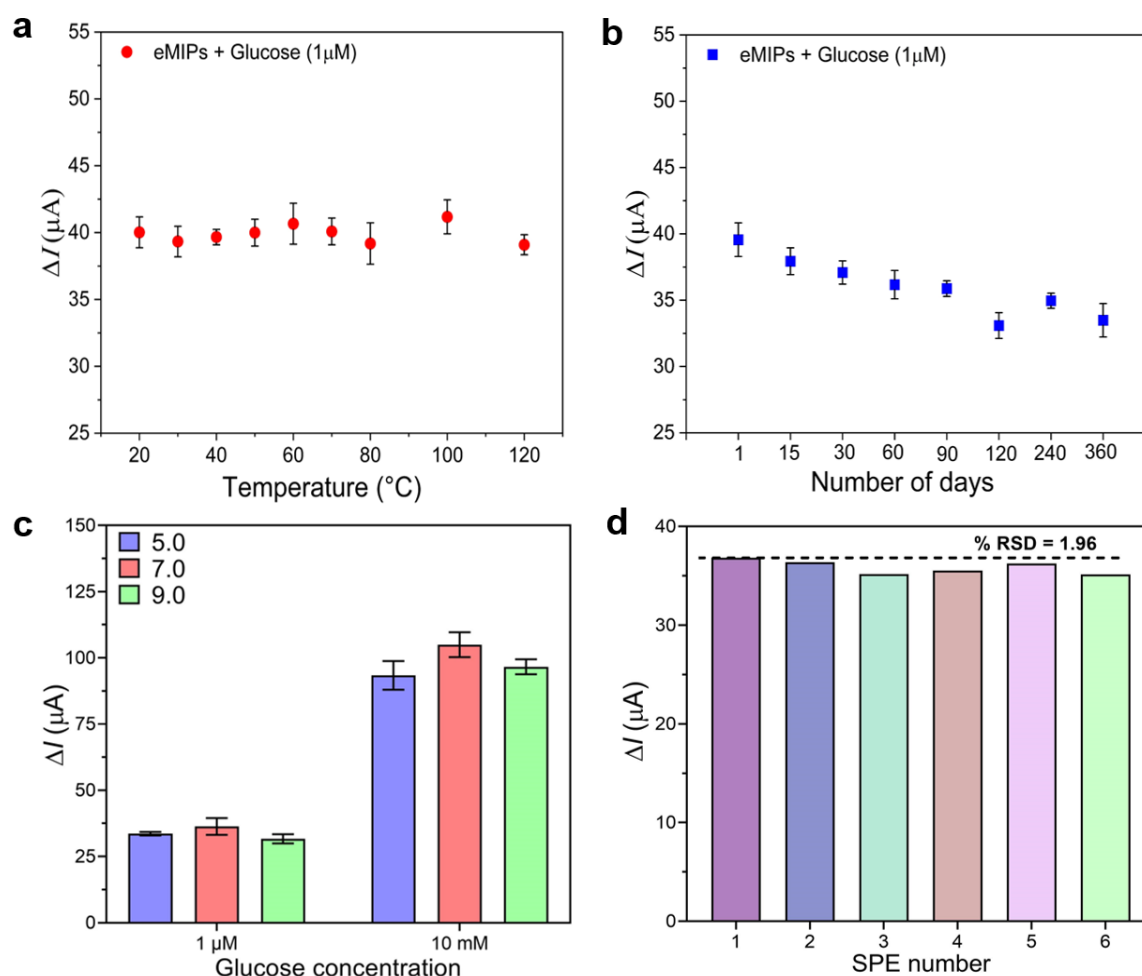 a
eMIPs + Glucose (1μM)
55
50
45
40
35
30
25
ΔI (μA)
20
40
60
80
100
120
Temperature (°C)
b
eMIPs + Glucose (1μM)
55
50
45
40
35
30
25
ΔI (μA)
1
15
30
60
90
120
240
360
Number of days
c
5.0
7.0
9.0
150
125
100
75
50
25
0
ΔI (μA)
1 μM
10 mM
Glucose concentration
d
% RSD = 1.96
40
30
20
10
0
ΔI (μA)
1
2
3
4
5
6
SPE number